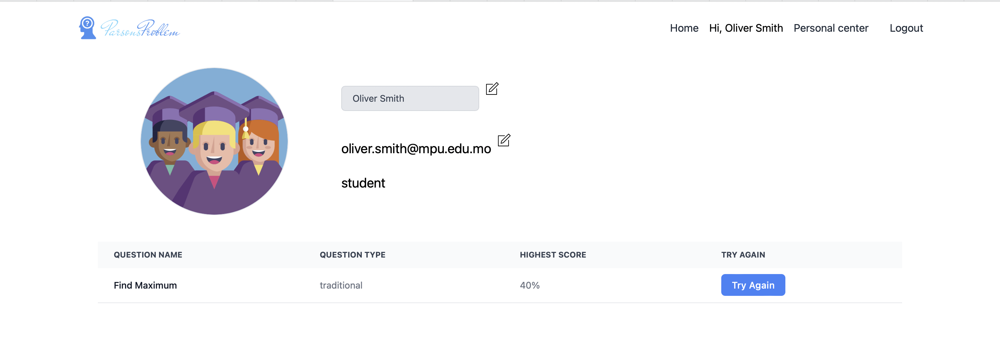 ?
ParsonsProblem
Home Hi, Oliver Smith Personal center Logout
Oliver Smith
oliver.smith@mpu.edu.mo
student
QUESTION NAME QUESTION TYPE HIGHEST SCORE TRY AGAIN
Find Maximum traditional 40% Try Again